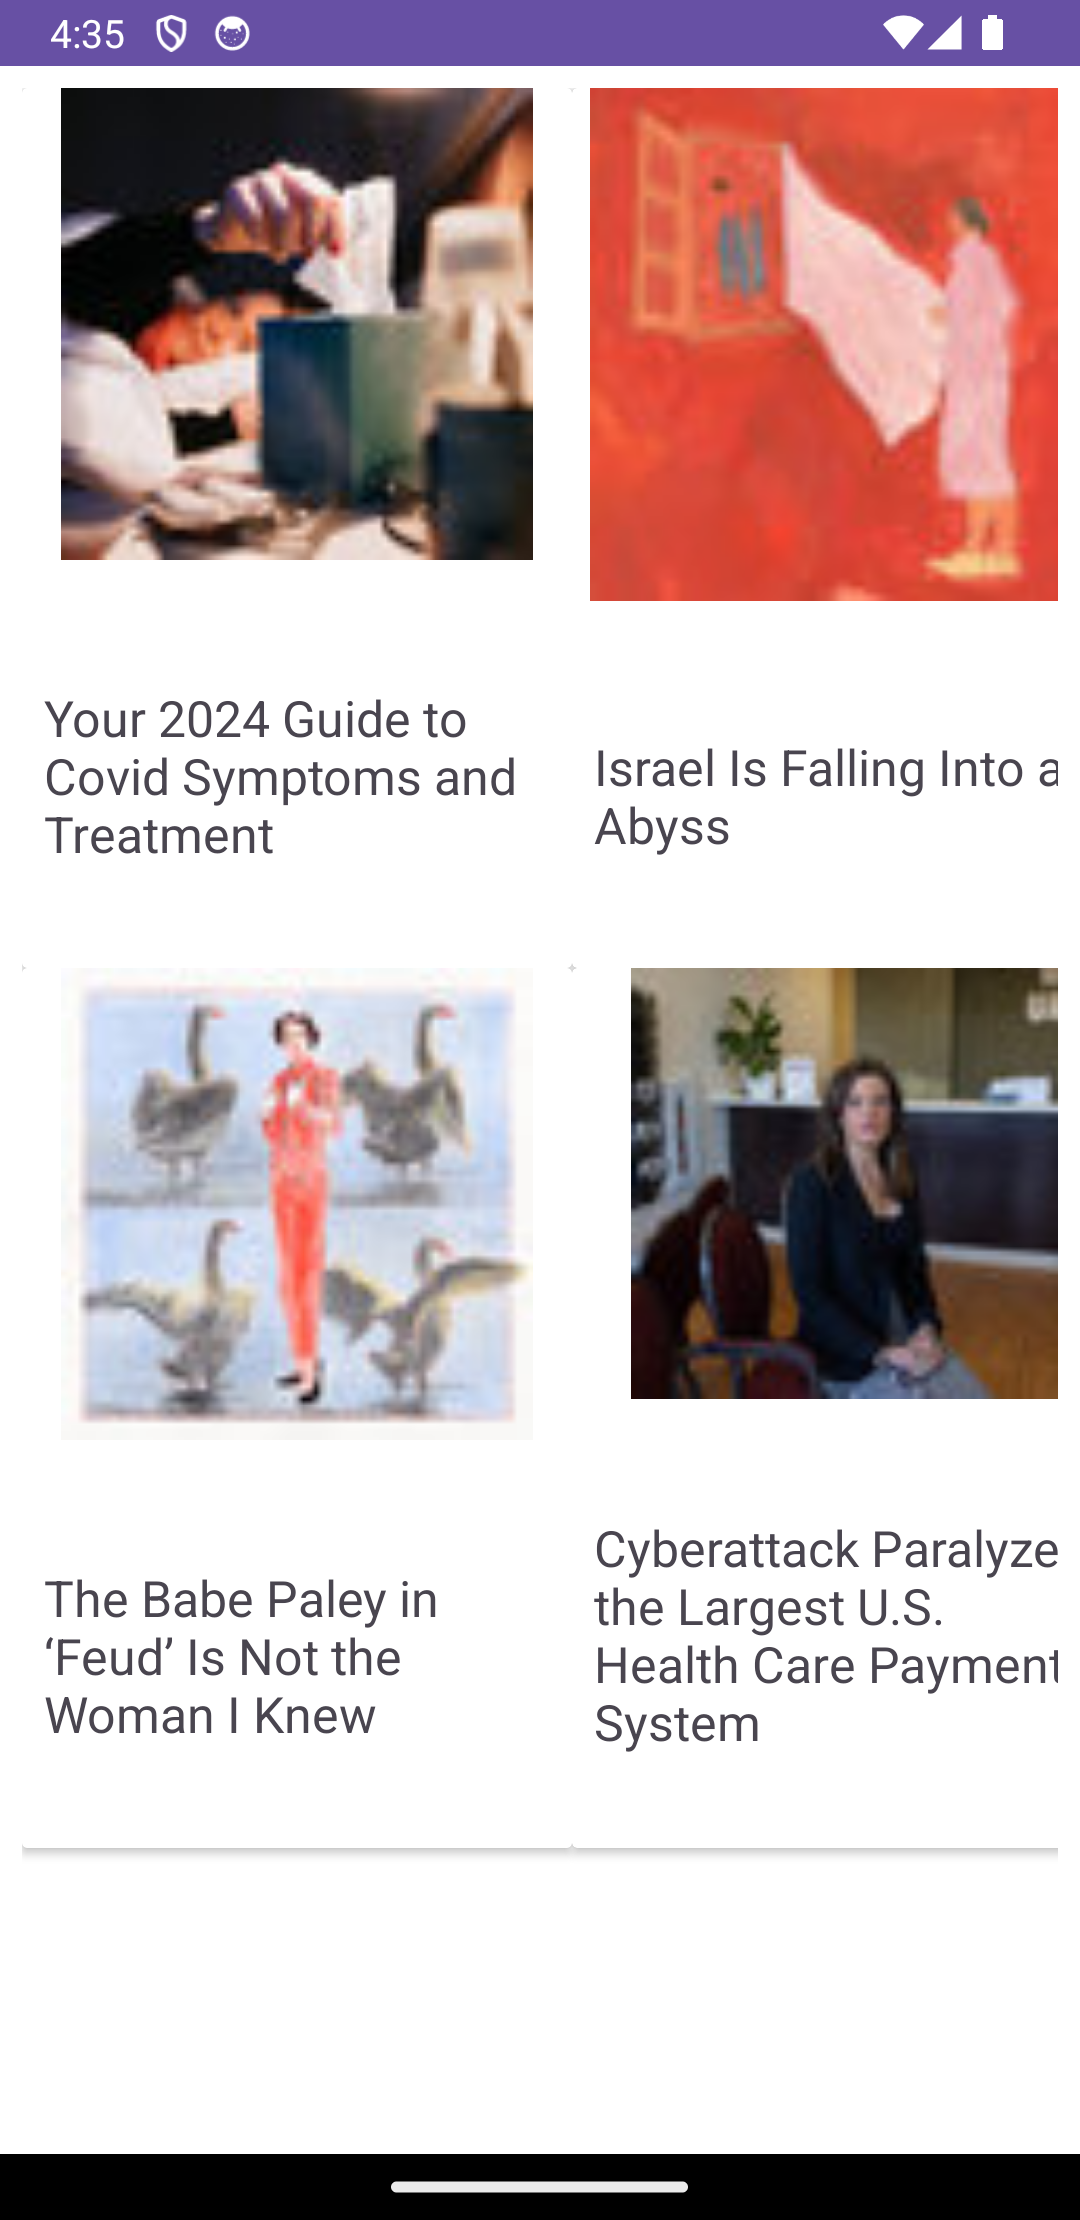 4:35
Your 2024 Guide to
Covid Symptoms and
Treatment
Israel Is Falling Into a
Abyss
The Babe Paley in
‘Feud’ Is Not the
Woman I Knew
Cyberattack Paralyze
the Largest U.S.
Health Care Payment
System